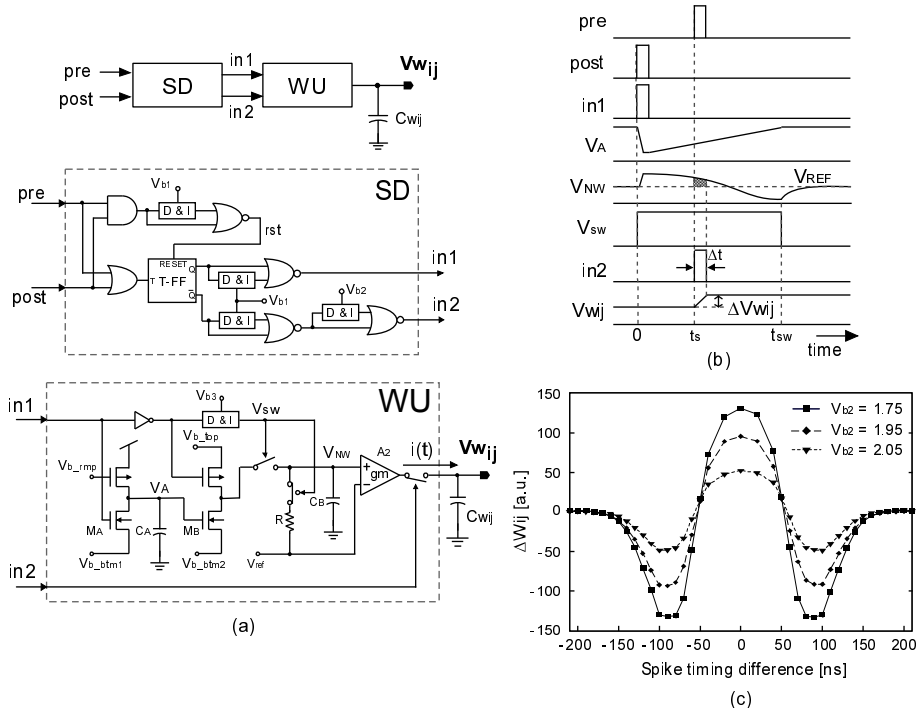 pre
post
SD
in1
in2
WU
Vwij
Cwij
pre
post
SD
Vb1
D & I
rst
RESET
T T-FF Q
Q
D & I
Vb1
D & I
Vb2
D & I
in1
in2
WU
in1
Vb3
D & I
Vsw
Vb_rmp
Vb_top
VA
MA
CA
MB
Vb_btm1
Vb_btm2
VNW
R
CB
Vref
A2
+
gm
−
i(t)
Vwij
Cwij
in2
(a)
pre
post
in1
VA
VNW
VREF
Vsw
in2
Δt
Vwij
ΔVwij
0 ts tsw time
(b)
ΔWij [a.u.]
150
100
50
0
-50
-100
-150
-200 -150 -100 -50 0 50 100 150 200
Spike timing difference [ns]
Vb2 = 1.75
Vb2 = 1.95
Vb2 = 2.05
(c)